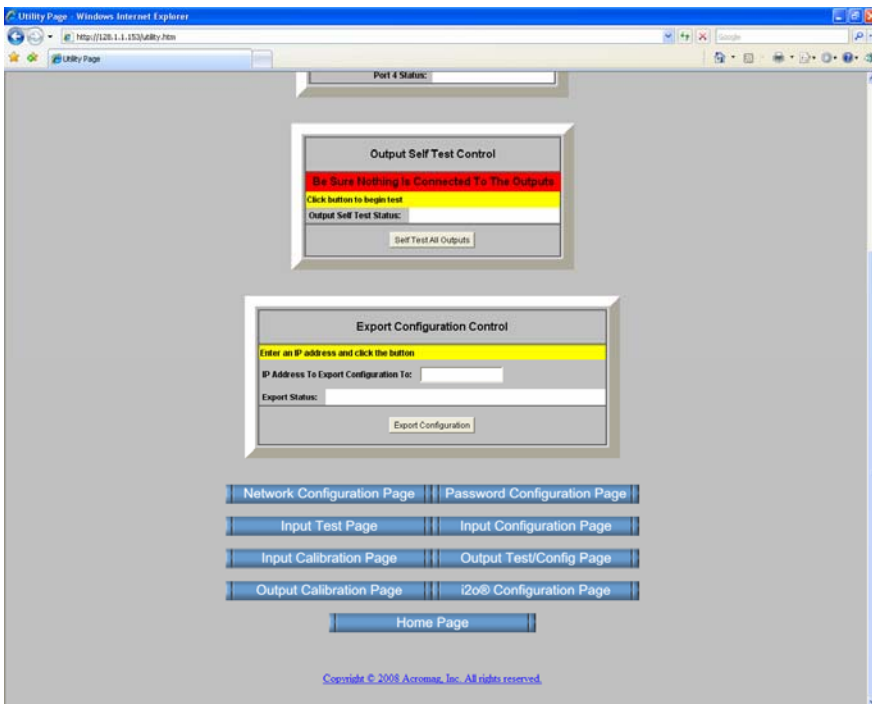 Utility Page - Windows Internet Explorer
http://128.1.1.153/utility.htm
Google
Utility Page
Port 4 Status:
Output Self Test Control
Be Sure Nothing Is Connected To The Outputs
Click button to begin test
Output Self Test Status:
Self Test All Outputs
Export Configuration Control
Enter an IP address and click the button
IP Address To Export Configuration To:
Export Status:
Export Configuration
Network Configuration Page
Password Configuration Page
Input Test Page
Input Configuration Page
Input Calibration Page
Output Test/Config Page
Output Calibration Page
i2o® Configuration Page
Home Page
Copyright © 2008 Acromag, Inc. All rights reserved.